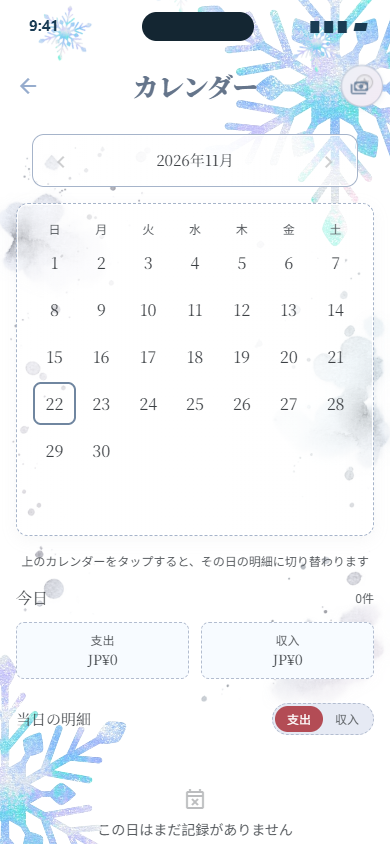 9:41
カレンダー
2026年11月
日 月 火 水 木 金 土
1 2 3 4 5 6 7
8 9 10 11 12 13 14
15 16 17 18 19 20 21
22 23 24 25 26 27 28
29 30
上のカレンダーをタップすると、その日の明細に切り替わります
今日 0件
支出 収入
JP¥0 JP¥0
当日の明細 支出 収入
この日はまだ記録がありません